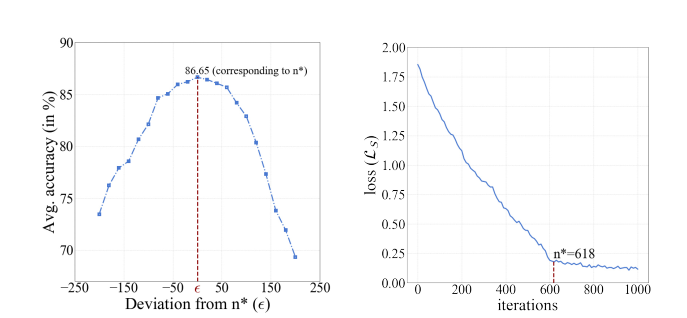 90
85
80
75
70
Avg. accuracy (in %)
86.65 (corresponding to n*)
−250 −150 −50 ϵ 50 150 250
Deviation from n* (ϵ)
2.00
1.75
1.50
1.25
1.00
0.75
0.50
0.25
0.00
loss (ℒ_S)
n*=618
0 200 400 600 800 1000
iterations